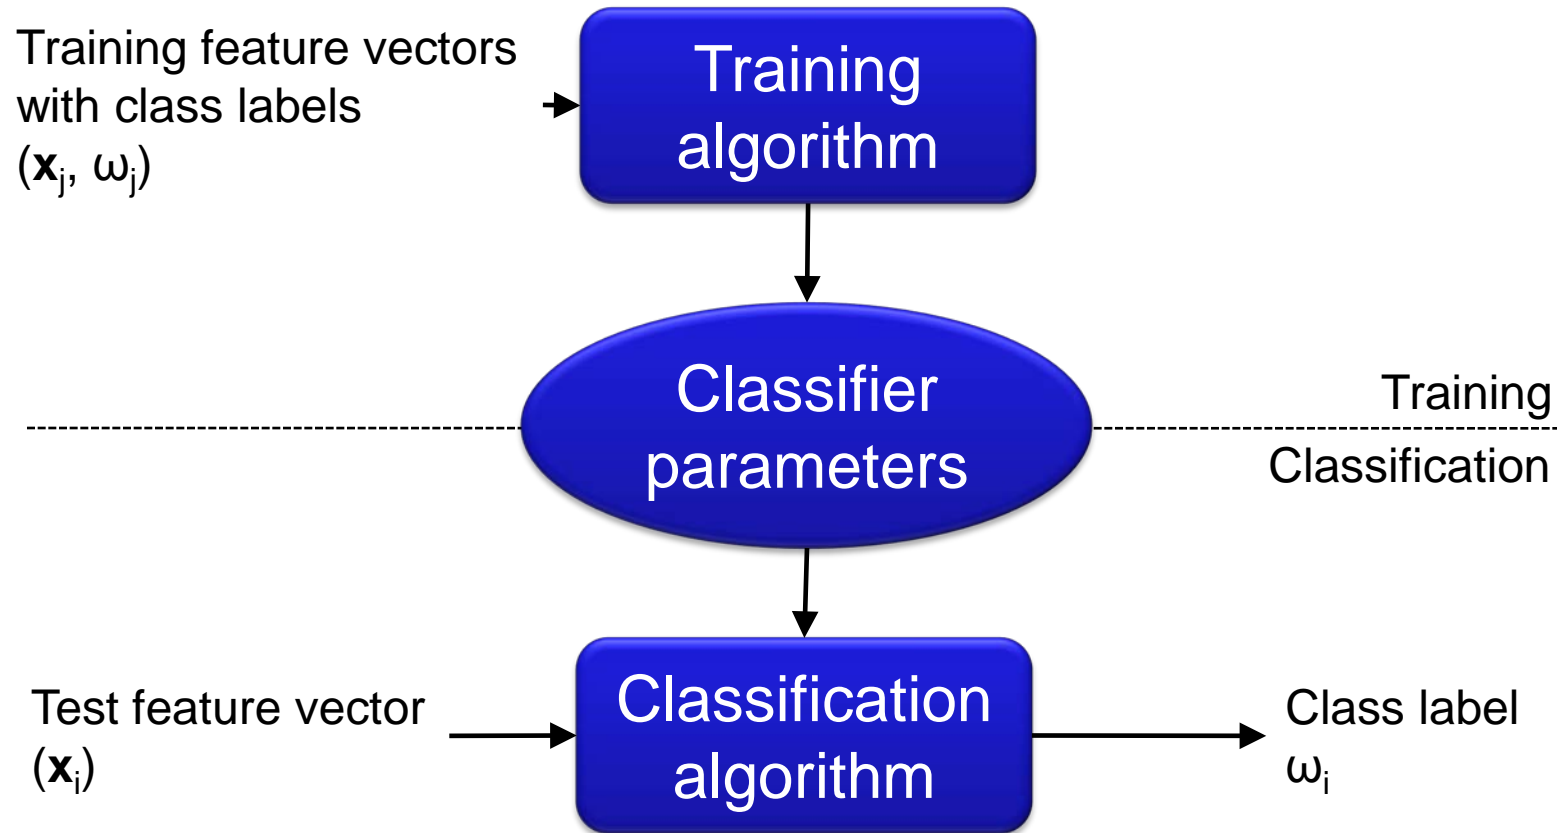 Training feature vectors
with class labels
(xj, ωj)
Training
algorithm
Classifier
parameters
Training
Classification
Test feature vector
(xi)
Classification
algorithm
Class label
ωi